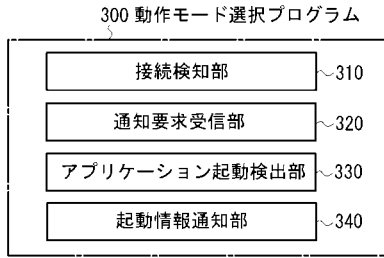 300 動作モード選択プログラム
接続検知部 310
通知要求受信部 320
アプリケーション起動検出部 330
起動情報通知部 340